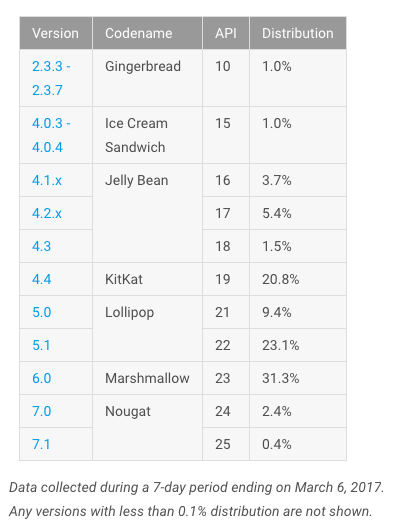 Version Codename API Distribution
2.3.3 - Gingerbread 10 1.0%
2.3.7
4.0.3 - Ice Cream 15 1.0%
4.0.4 Sandwich
4.1.x Jelly Bean 16 3.7%
4.2.x 17 5.4%
4.3 18 1.5%
4.4 KitKat 19 20.8%
5.0 Lollipop 21 9.4%
5.1 22 23.1%
6.0 Marshmallow 23 31.3%
7.0 Nougat 24 2.4%
7.1 25 0.4%
Data collected during a 7-day period ending on March 6, 2017.
Any versions with less than 0.1% distribution are not shown.